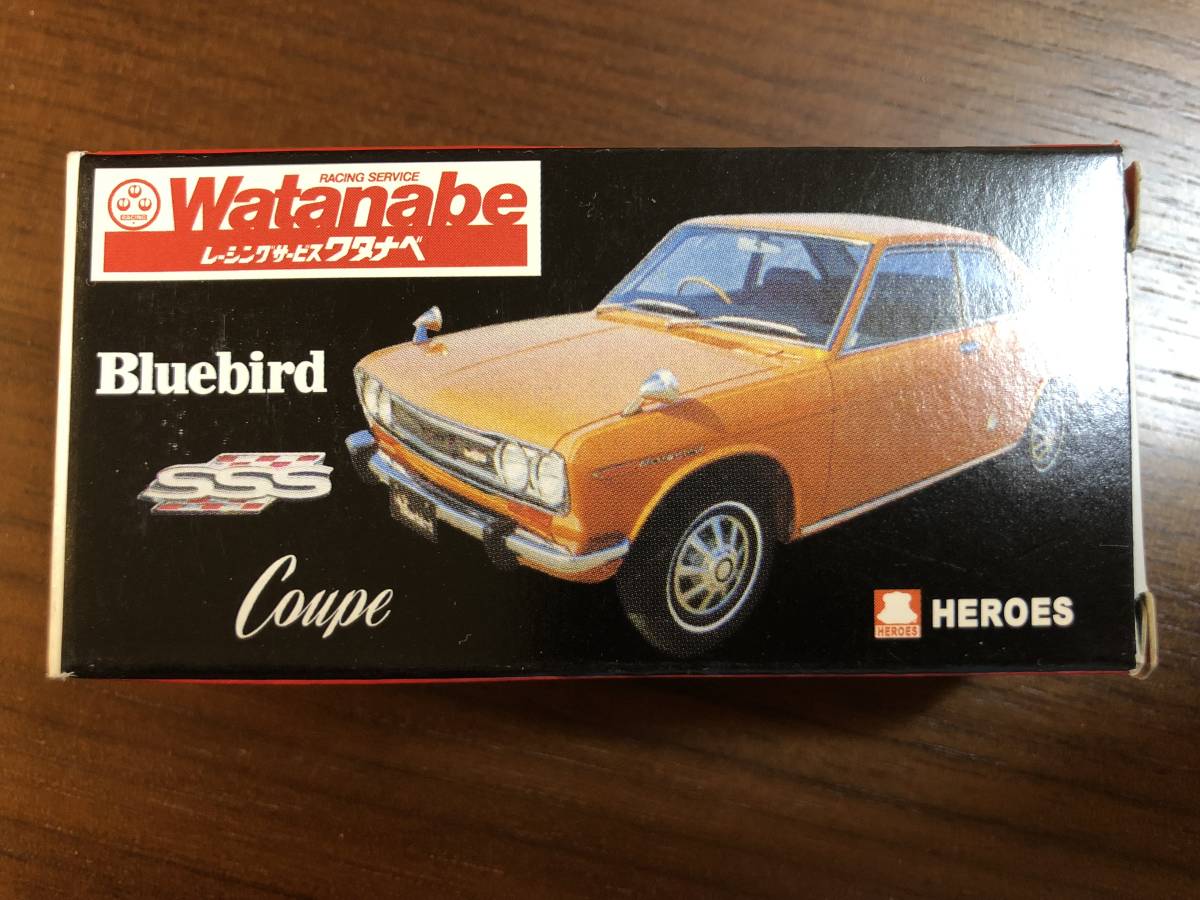 RACING SERVICE
Watanabe
RACING
レーシングサービスワタナベ
Bluebird
SSS
Coupe
HEROES
HEROES